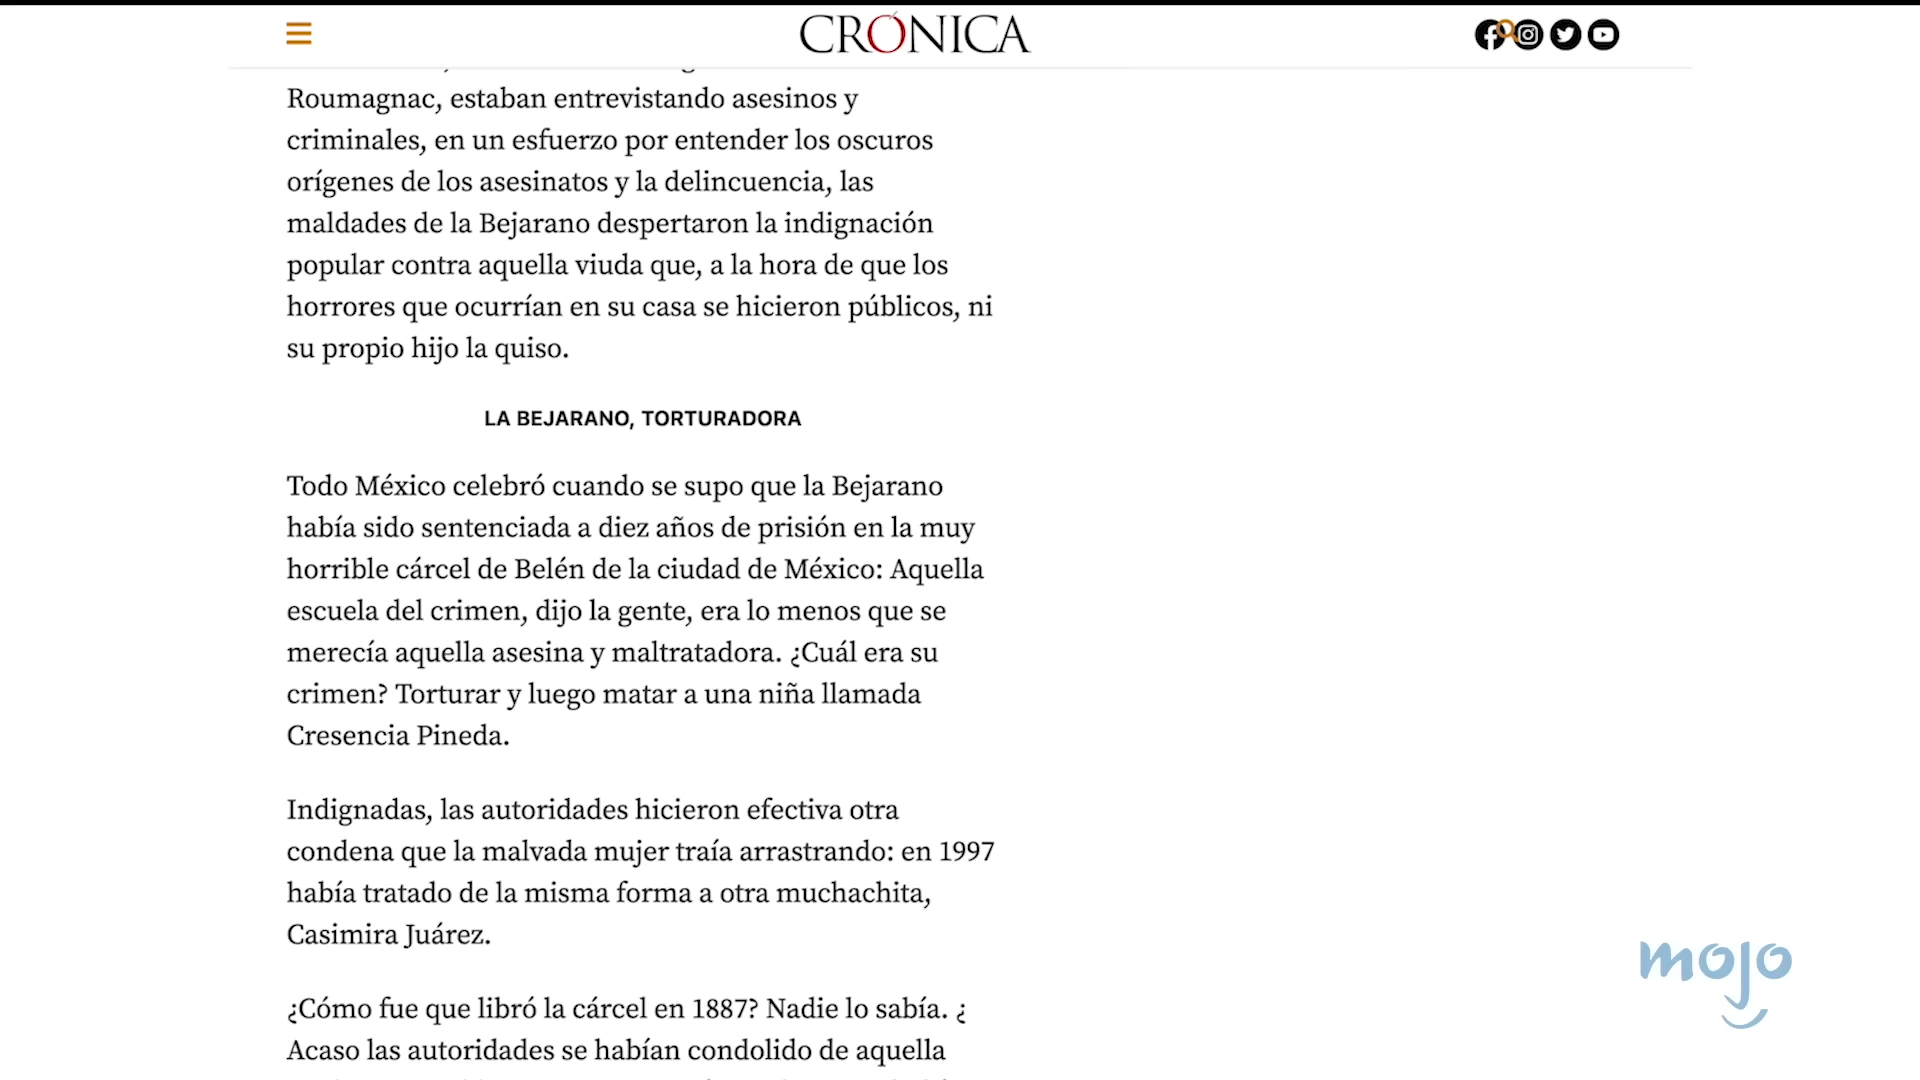 CRÓNICA
Roumagnac, estaban entrevistando asesinos y
criminales, en un esfuerzo por entender los oscuros
orígenes de los asesinatos y la delincuencia, las
maldades de la Bejarano despertaron la indignación
popular contra aquella viuda que, a la hora de que los
horrores que ocurrían en su casa se hicieron públicos, ni
su propio hijo la quiso.
LA BEJARANO, TORTURADORA
Todo México celebró cuando se supo que la Bejarano
había sido sentenciada a diez años de prisión en la muy
horrible cárcel de Belén de la ciudad de México: Aquella
escuela del crimen, dijo la gente, era lo menos que se
merecía aquella asesina y maltratadora. ¿Cuál era su
crimen? Torturar y luego matar a una niña llamada
Cresencia Pineda.
Indignadas, las autoridades hicieron efectiva otra
condena que la malvada mujer traía arrastrando: en 1997
había tratado de la misma forma a otra muchachita,
Casimira Juárez.
¿Cómo fue que libró la cárcel en 1887? Nadie lo sabía. ¿
Acaso las autoridades se habían condolido de aquella
mojo